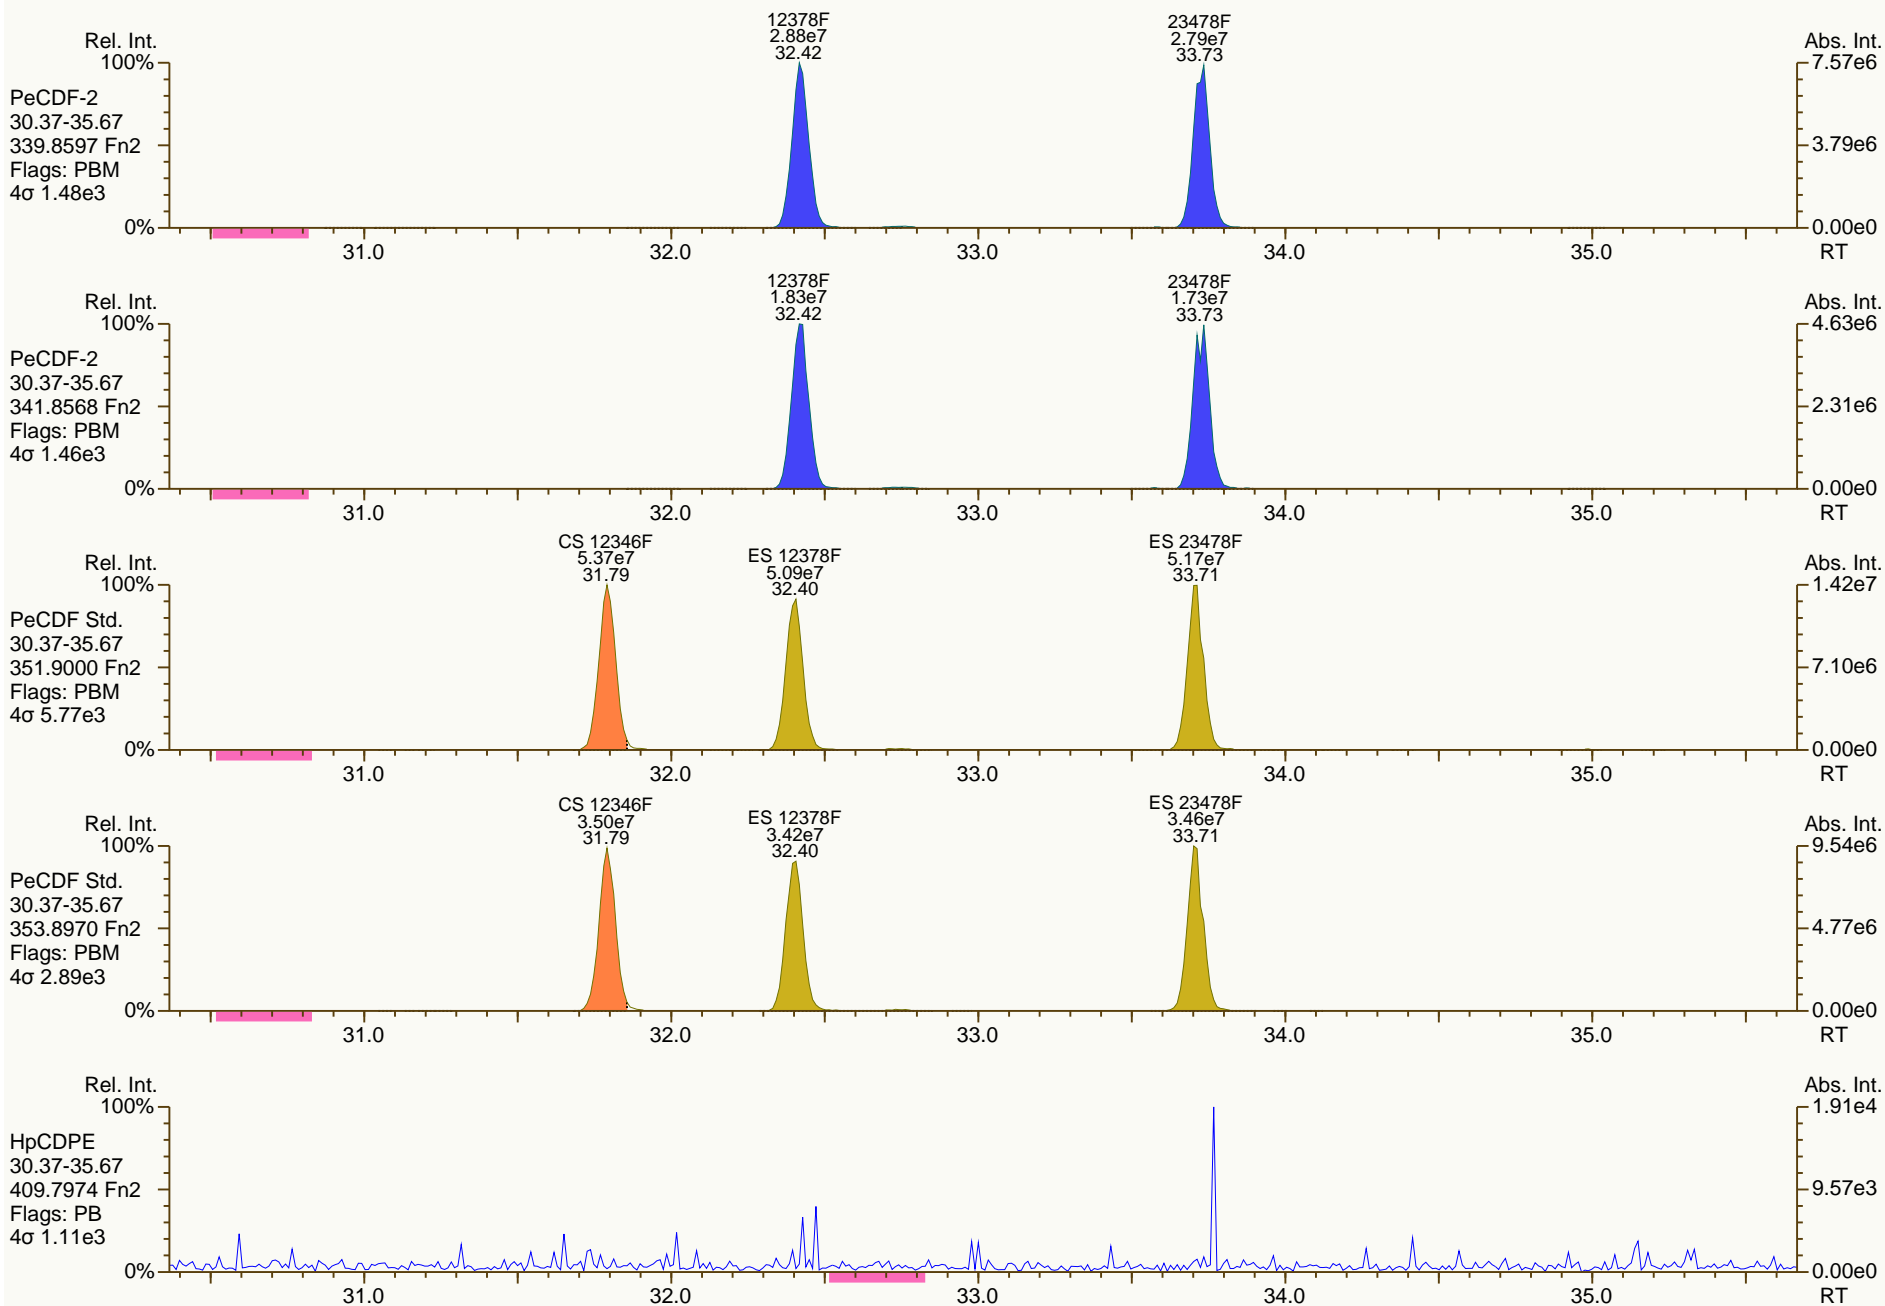 12378F
2.88e7
32.42
23478F
2.79e7
33.73
Rel. Int.
Abs. Int.
100%
7.57e6
PeCDF-2
30.37-35.67
339.8597 Fn2
3.79e6
Flags: PBM
4σ 1.48e3
0%
0.00e0
31.0 32.0 33.0 34.0 35.0 RT
12378F
1.83e7
32.42
23478F
1.73e7
33.73
Rel. Int.
Abs. Int.
100%
4.63e6
PeCDF-2
30.37-35.67
341.8568 Fn2
2.31e6
Flags: PBM
4σ 1.46e3
0%
0.00e0
31.0 32.0 33.0 34.0 35.0 RT
CS 12346F
5.37e7
31.79
ES 12378F
5.09e7
32.40
ES 23478F
5.17e7
33.71
Rel. Int.
Abs. Int.
100%
1.42e7
PeCDF Std.
30.37-35.67
351.9000 Fn2
7.10e6
Flags: PBM
4σ 5.77e3
0%
0.00e0
31.0 32.0 33.0 34.0 35.0 RT
CS 12346F
3.50e7
31.79
ES 12378F
3.42e7
32.40
ES 23478F
3.46e7
33.71
Rel. Int.
Abs. Int.
100%
9.54e6
PeCDF Std.
30.37-35.67
353.8970 Fn2
4.77e6
Flags: PBM
4σ 2.89e3
0%
0.00e0
31.0 32.0 33.0 34.0 35.0 RT
Rel. Int.
Abs. Int.
100%
1.91e4
HpCDPE
30.37-35.67
409.7974 Fn2
9.57e3
Flags: PB
4σ 1.11e3
0%
0.00e0
31.0 32.0 33.0 34.0 35.0 RT